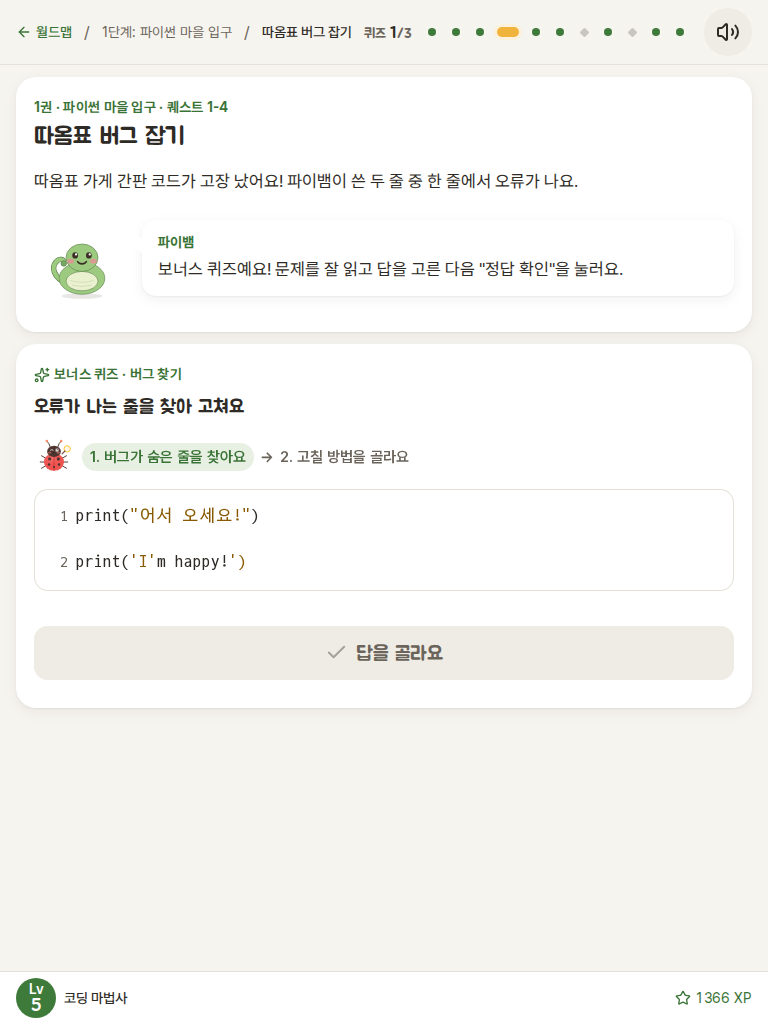 ← 월드맵 / 1단계: 파이썬 마을 입구 / 따옴표 버그 잡기 퀴즈 1/3
1권 · 파이썬 마을 입구 · 퀘스트 1-4
따옴표 버그 잡기
따옴표 가게 간판 코드가 고장 났어요! 파이뱀이 쓴 두 줄 중 한 줄에서 오류가 나요.
파이뱀
보너스 퀴즈예요! 문제를 잘 읽고 답을 고른 다음 "정답 확인"을 눌러요.
보너스 퀴즈 · 버그 찾기
오류가 나는 줄을 찾아 고쳐요
1. 버그가 숨은 줄을 찾아요 → 2. 고칠 방법을 골라요
1 print("어서 오세요!")
2 print('I'm happy!')
답을 골라요
Lv 5 코딩 마법사 1366 XP